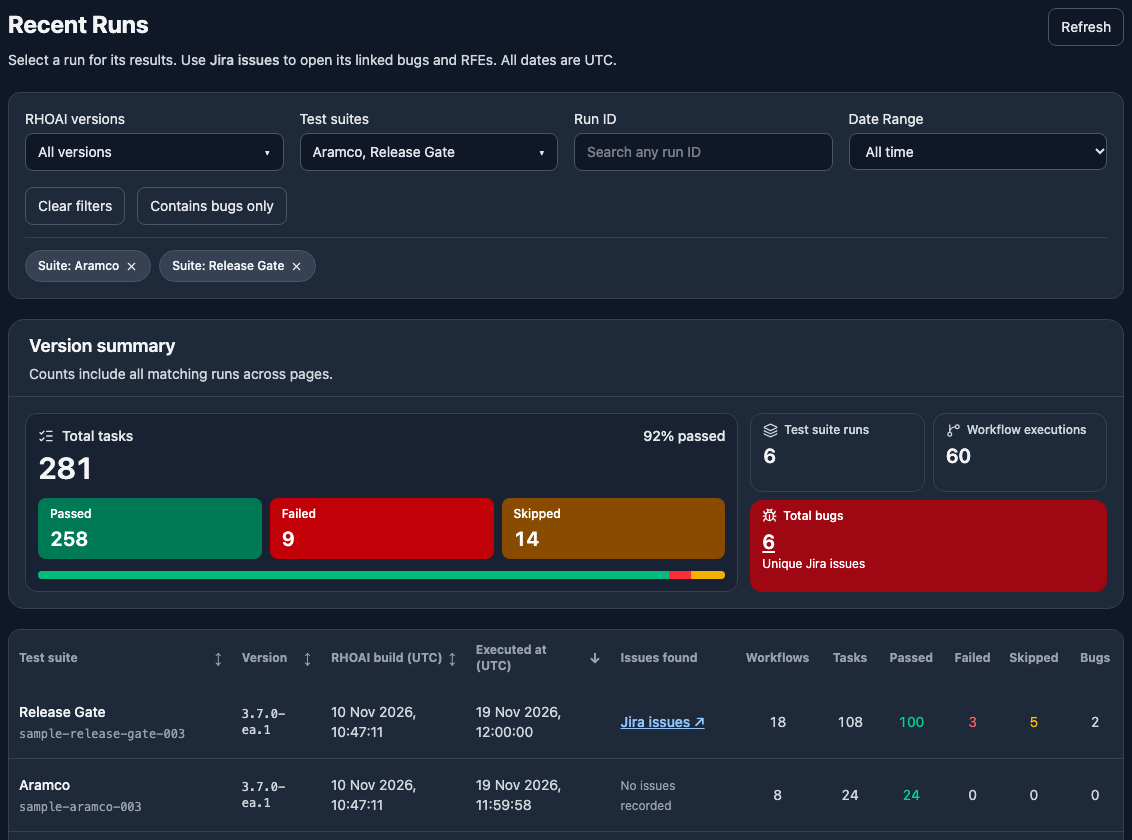 Recent Runs
Refresh
Select a run for its results. Use Jira issues to open its linked bugs and RFEs. All dates are UTC.
RHOAI versions
Test suites
Run ID
Date Range
All versions
Aramco, Release Gate
Search any run ID
All time
Clear filters
Contains bugs only
Suite: Aramco ×
Suite: Release Gate ×
Version summary
Counts include all matching runs across pages.
Total tasks
92% passed
281
Passed
258
Failed
9
Skipped
14
Test suite runs
6
Workflow executions
60
Total bugs
6
Unique Jira issues
Test suite
Version
RHOAI build (UTC)
Executed at
(UTC)
Issues found
Workflows
Tasks
Passed
Failed
Skipped
Bugs
Release Gate
sample-release-gate-003
3.7.0-
ea.1
10 Nov 2026,
10:47:11
19 Nov 2026,
12:00:00
Jira issues ↗
18
108
100
3
5
2
Aramco
sample-aramco-003
3.7.0-
ea.1
10 Nov 2026,
10:47:11
19 Nov 2026,
11:59:58
No issues
recorded
8
24
24
0
0
0